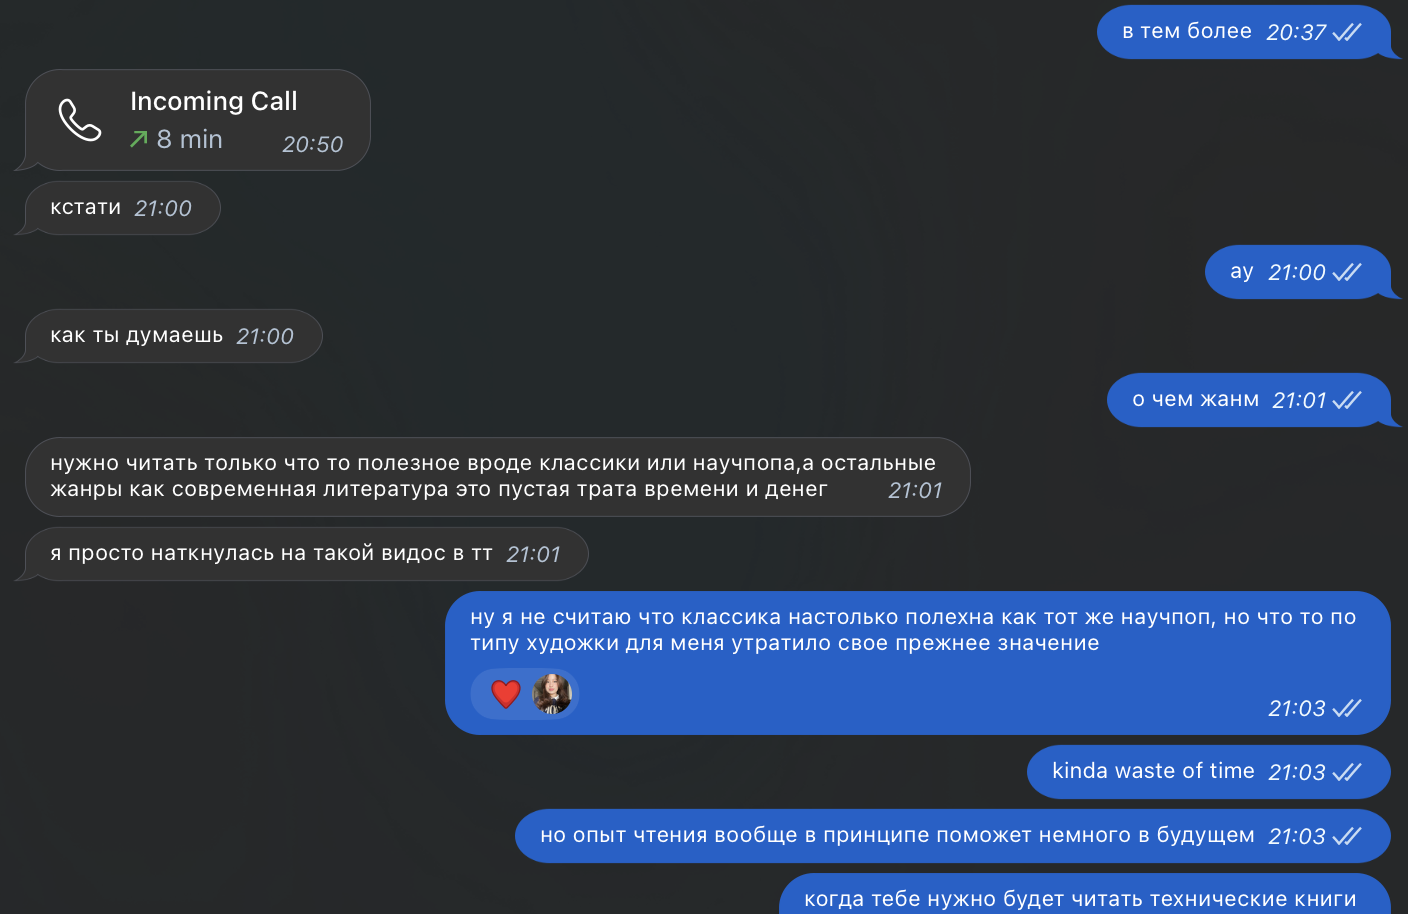 в тем более 20:37
Incoming Call
8 min 20:50
кстати 21:00
ау 21:00
как ты думаешь 21:00
о чем жанм 21:01
нужно читать только что то полезное вроде классики или научпопа,а остальные
жанры как современная литература это пустая трата времени и денег 21:01
я просто наткнулась на такой видос в тт 21:01
ну я не считаю что классика настолько полехна как тот же научпоп, но что то по
типу художки для меня утратило свое прежнее значение
21:03
kinda waste of time 21:03
но опыт чтения вообще в принципе поможет немного в будущем 21:03
когда тебе нужно будет читать технические книги